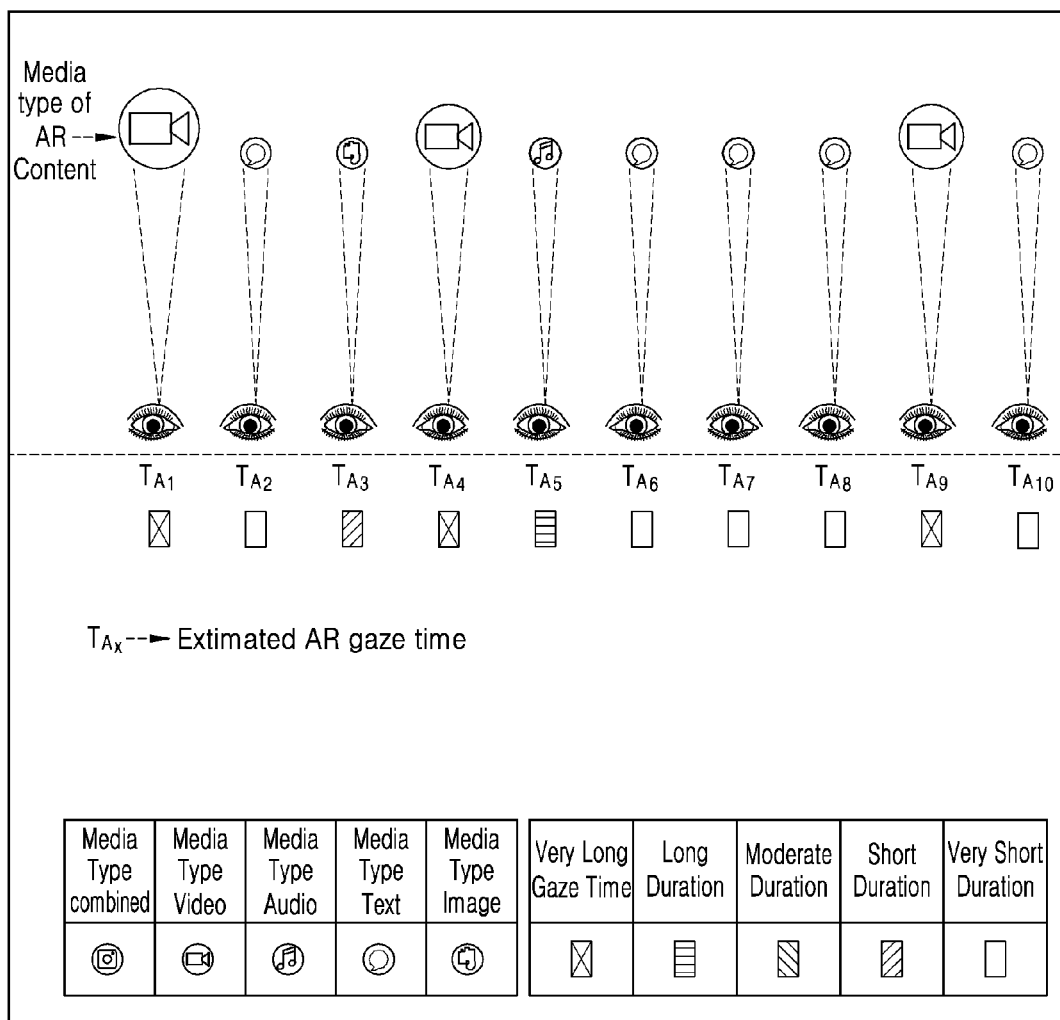 Media
type of
AR
Content
TA1 TA2 TA3 TA4 TA5 TA6 TA7 TA8 TA9 TA10
TAx Extimated AR gaze time
Media Type combined
Media Type Video
Media Type Audio
Media Type Text
Media Type Image
Very Long Gaze Time
Long Duration
Moderate Duration
Short Duration
Very Short Duration